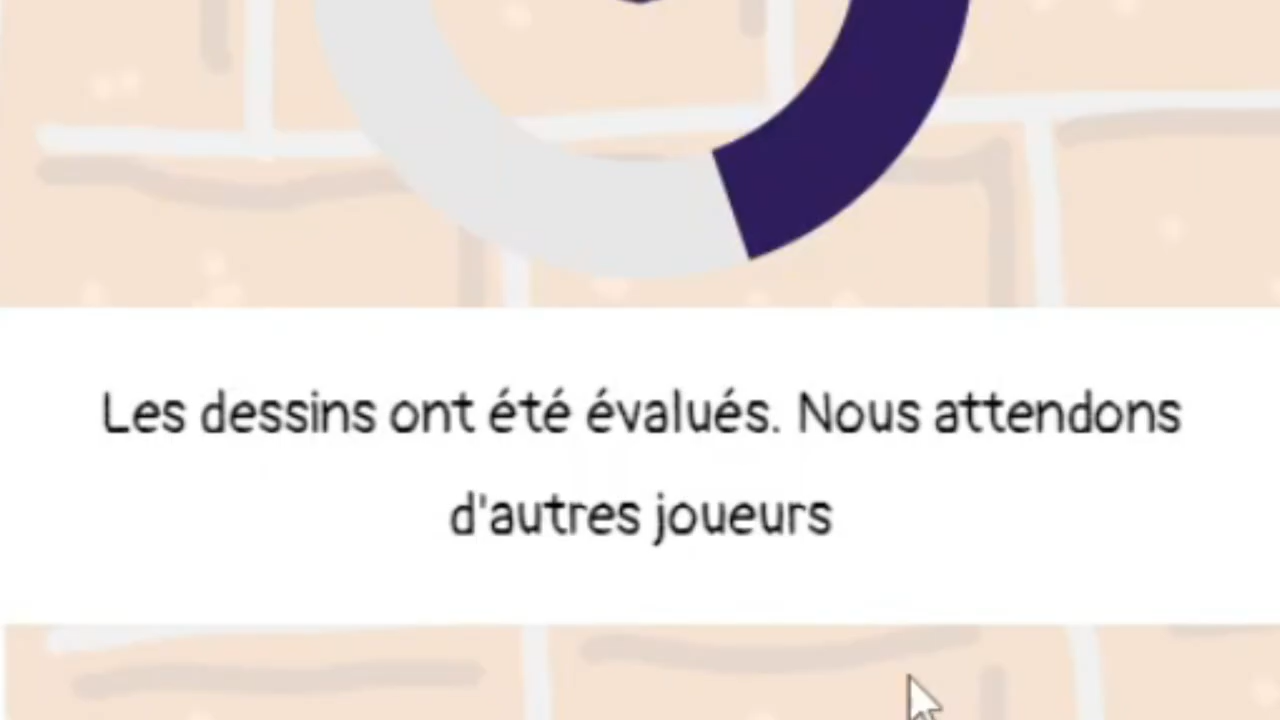 Les dessins ont été évalués. Nous attendons
d'autres joueurs